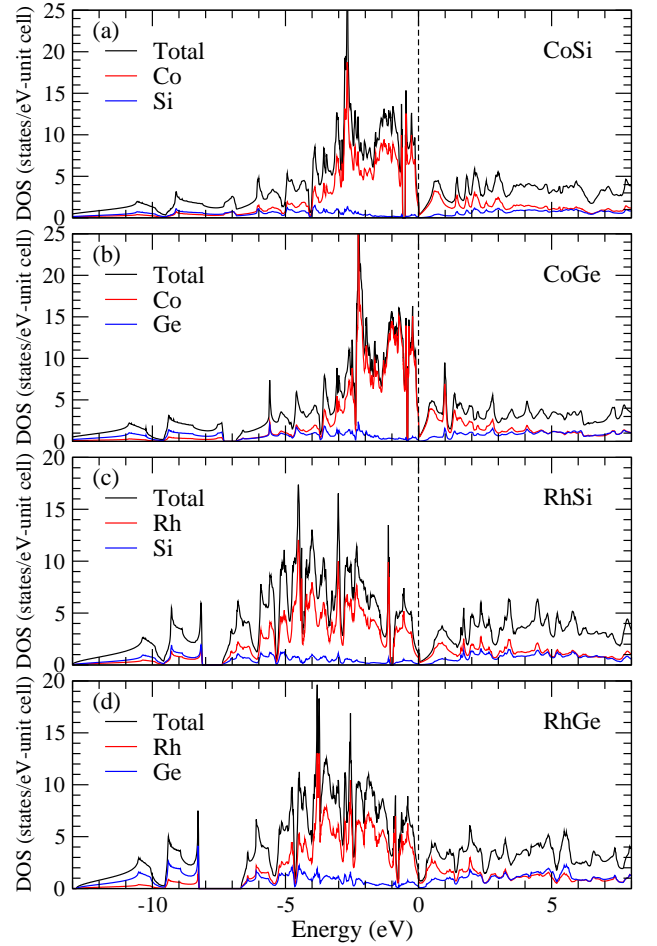 (a)
CoSi
Total
Co
Si
DOS (states/eV-unit cell)
25
20
15
10
5
0
(b)
CoGe
Total
Co
Ge
DOS (states/eV-unit cell)
25
20
15
10
5
0
(c)
RhSi
Total
Rh
Si
DOS (states/eV-unit cell)
20
15
10
5
0
(d)
RhGe
Total
Rh
Ge
DOS (states/eV-unit cell)
20
15
10
5
0
-10 -5 0 5
Energy (eV)